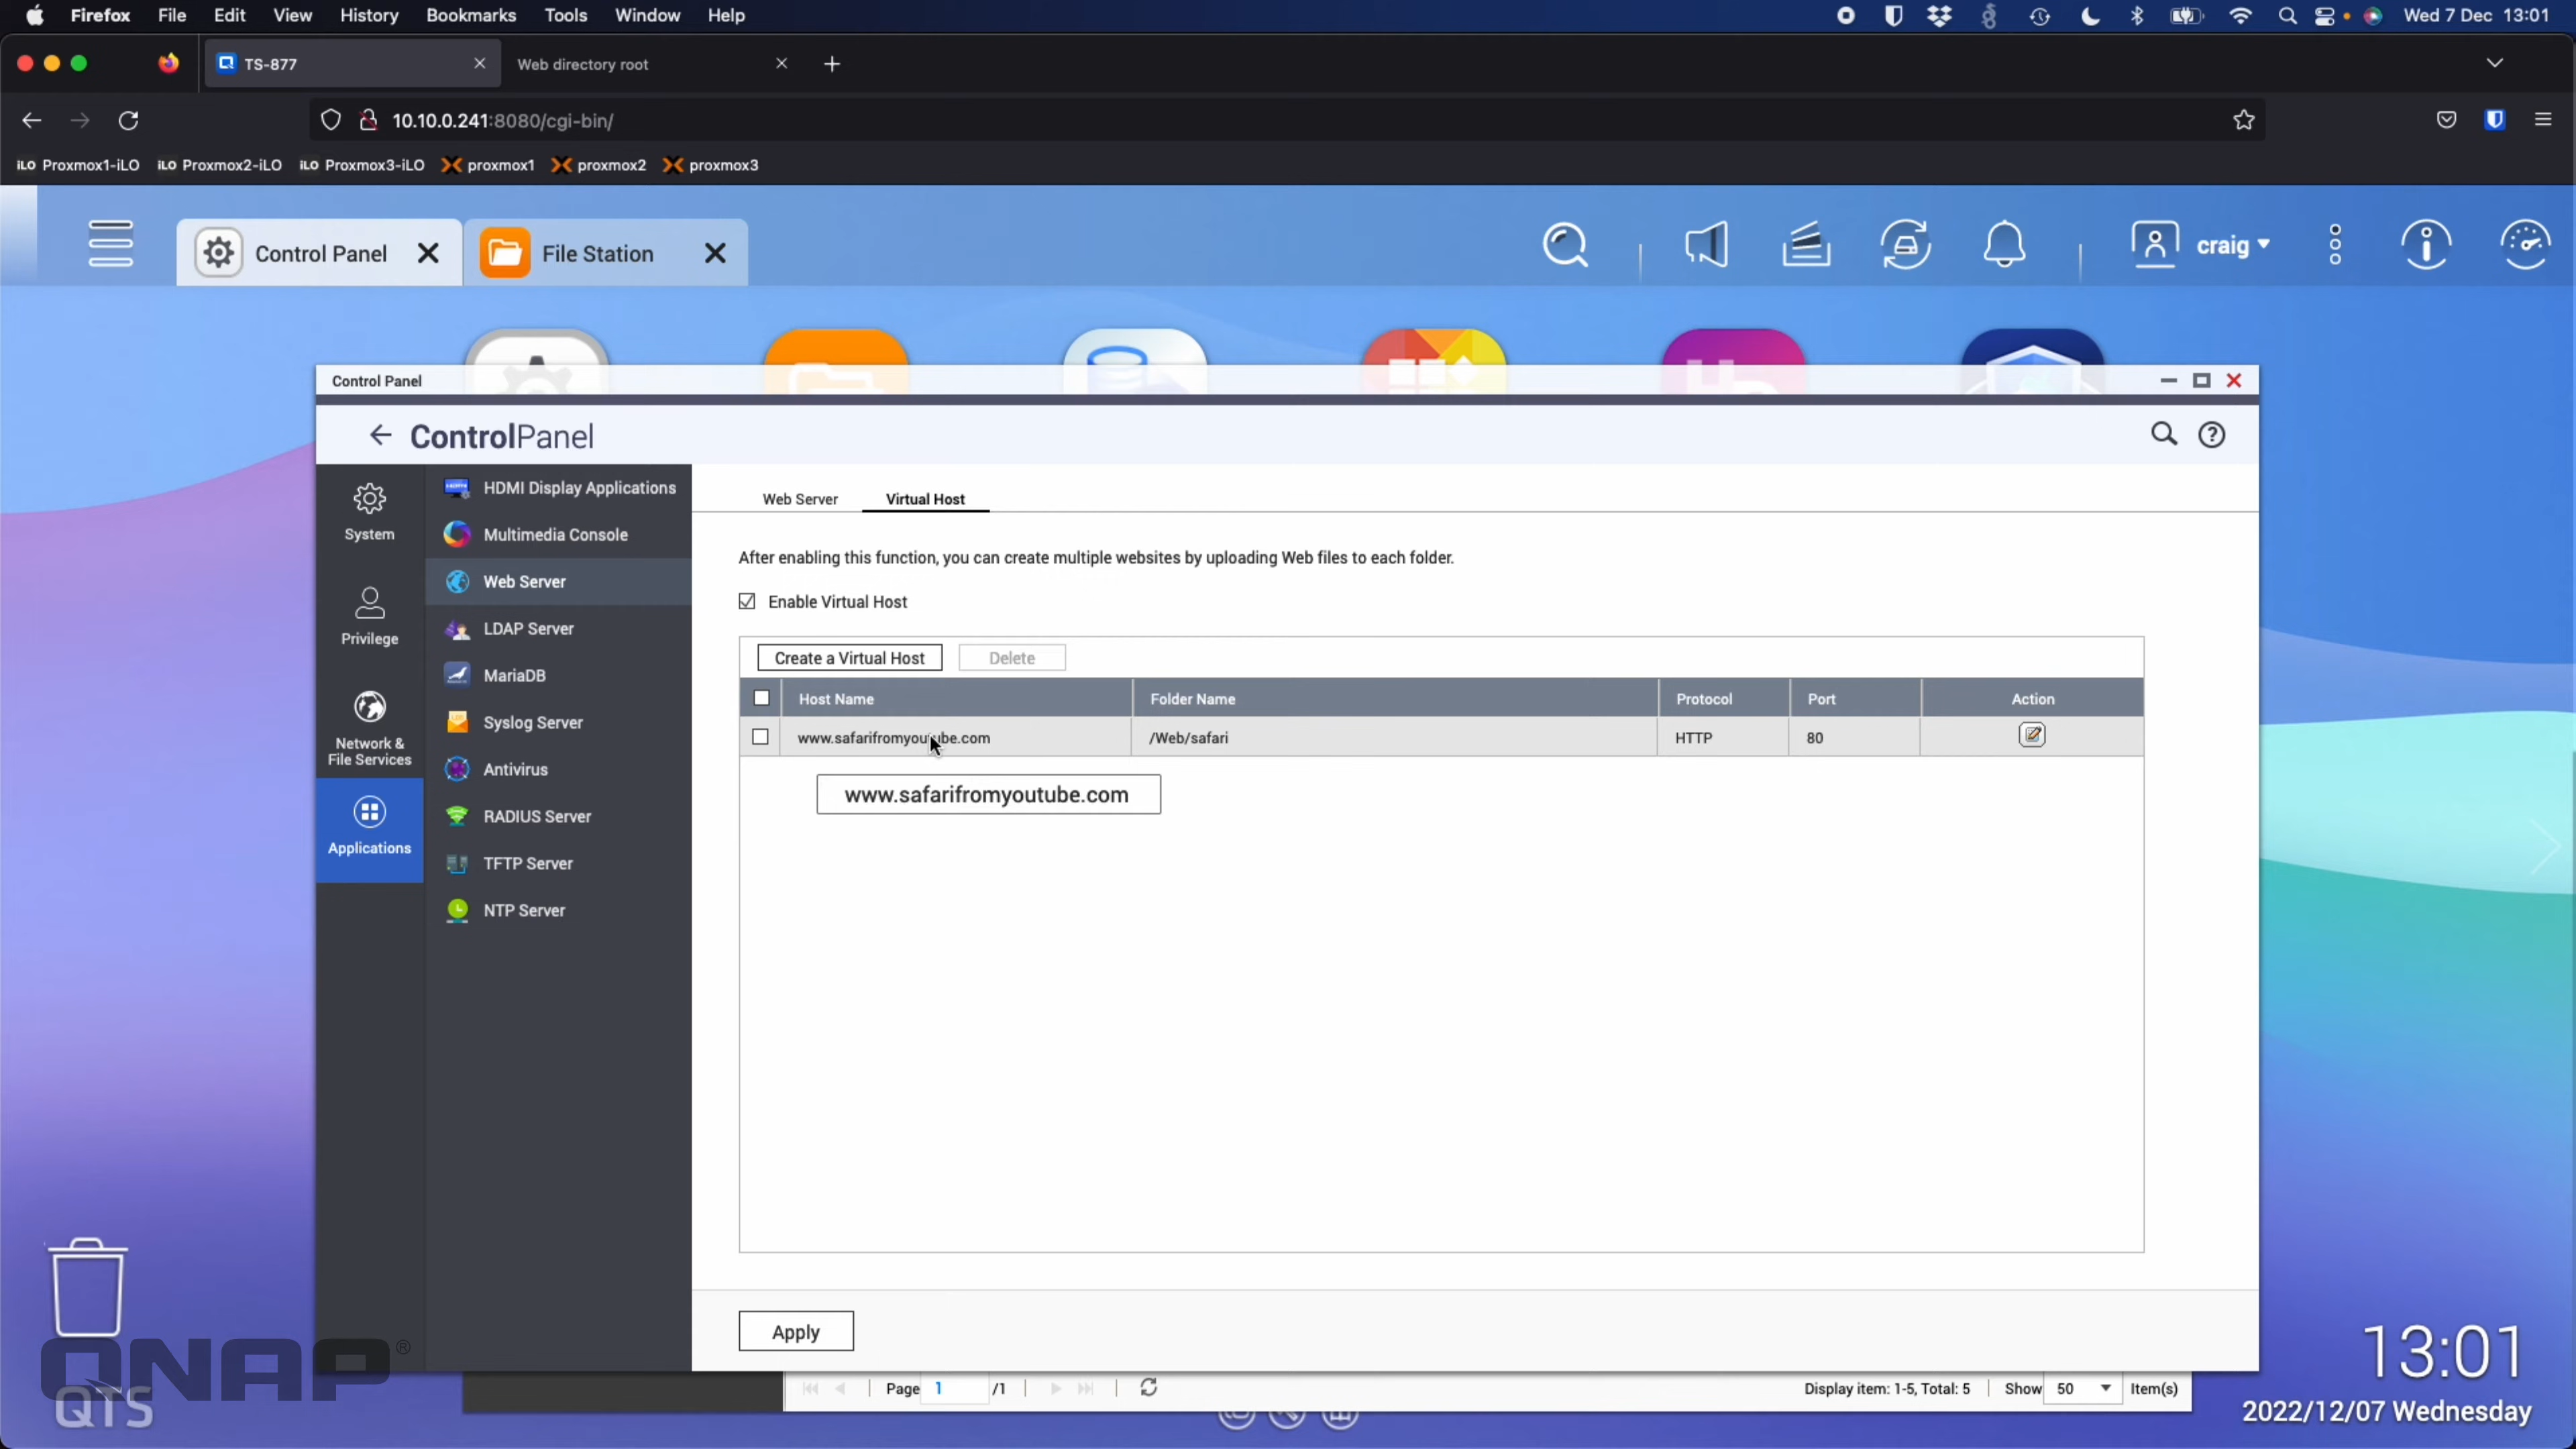 Firefox File Edit View History Bookmarks Tools Window Help Wed 7 Dec 13:01
TS-877 Web directory root
10.10.0.241:8080/cgi-bin/
iLO Proxmox1-iLO iLO Proxmox2-iLO iLO Proxmox3-iLO proxmox1 proxmox2 proxmox3
Control Panel File Station craig
Control Panel
ControlPanel
System
Privilege
Network &
File Services
Applications
HDMI Display Applications
Multimedia Console
Web Server
LDAP Server
MariaDB
Syslog Server
Antivirus
RADIUS Server
TFTP Server
NTP Server
Web Server Virtual Host
After enabling this function, you can create multiple websites by uploading Web files to each folder.
Enable Virtual Host
Create a Virtual Host Delete
Host Name Folder Name Protocol Port Action
www.safarifromyoutube.com /Web/safari HTTP 80
www.safarifromyoutube.com
Apply
Page 1 /1 Display item: 1-5, Total: 5 Show 50 Item(s)
QNAP®
QTS
13:01
2022/12/07 Wednesday